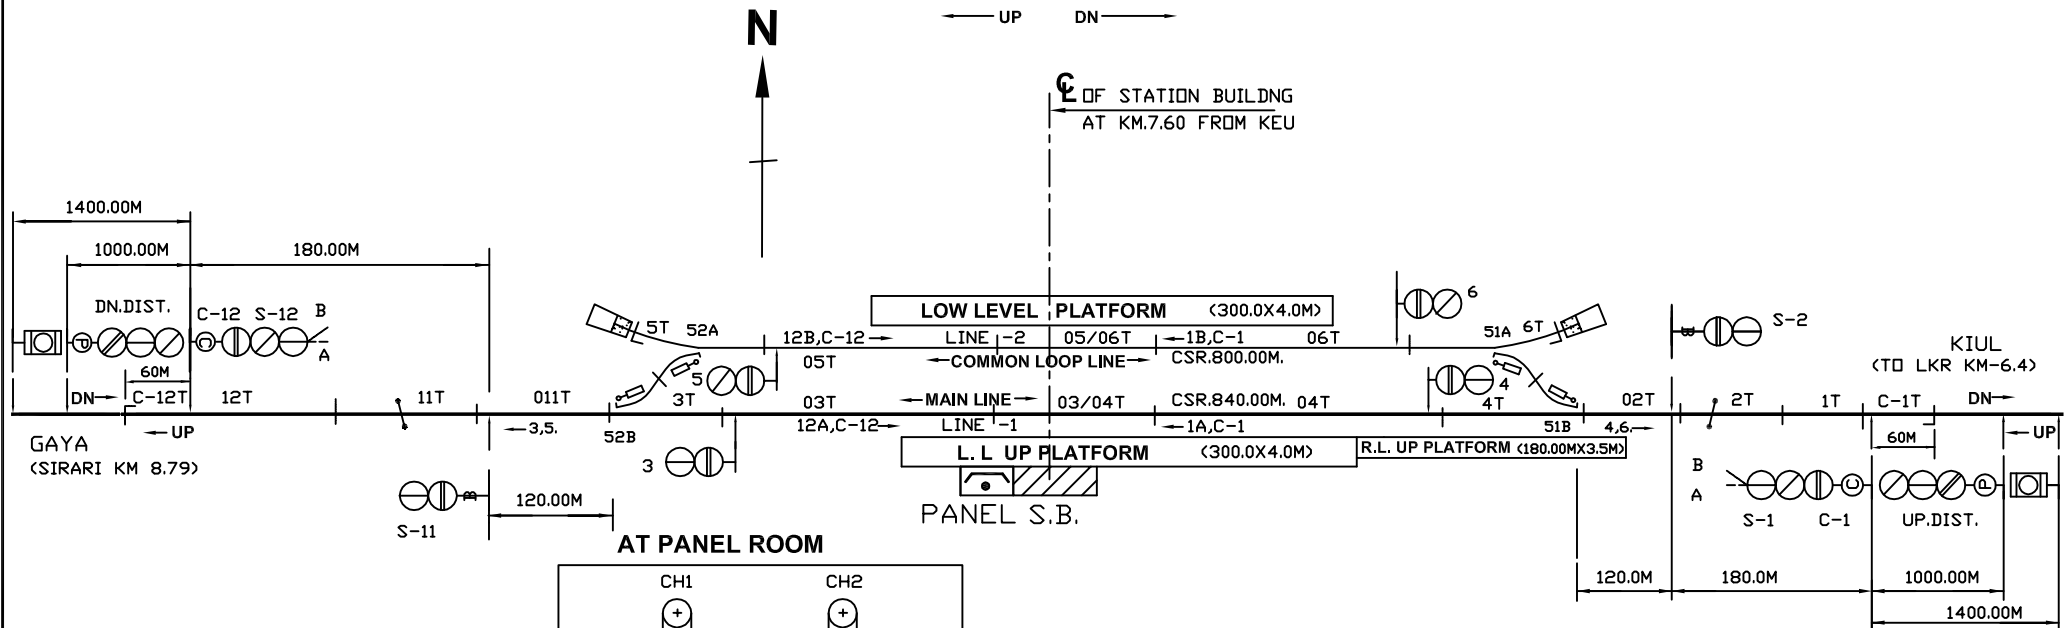 UP DN
N
℄ OF STATION BUILDNG
AT KM.7.60 FROM KEU
1400.00M
1000.00M 180.00M
DN.DIST. C-12 S-12 B
A
P C
60M
DN C-12T 12T 11T 011T
UP
GAYA
(SIRARI KM 8.79)
3,5.
52B
5T 52A
3T
5
3
LOW LEVEL PLATFORM (300.0X4.0M)
12B,C-12 LINE -2 05/06T 1B,C-1 06T
05T COMMON LOOP LINE CSR.800.00M.
03T MAIN LINE 03/04T CSR.840.00M. 04T
12A,C-12 LINE -1 1A,C-1
L. L UP PLATFORM (300.0X4.0M)
R.L. UP PLATFORM (180.00MX3.5M)
PANEL S.B.
6
51A 6T
4
4T
51B 4,6.
02T 2T 1T C-1T DN
B S-2
KIUL
(TO LKR KM-6.4)
60M UP
B
A
C P
S-1 C-1 UP.DIST.
B
S-11
120.00M
120.0M 180.0M 1000.00M
1400.00M
AT PANEL ROOM
CH1 CH2